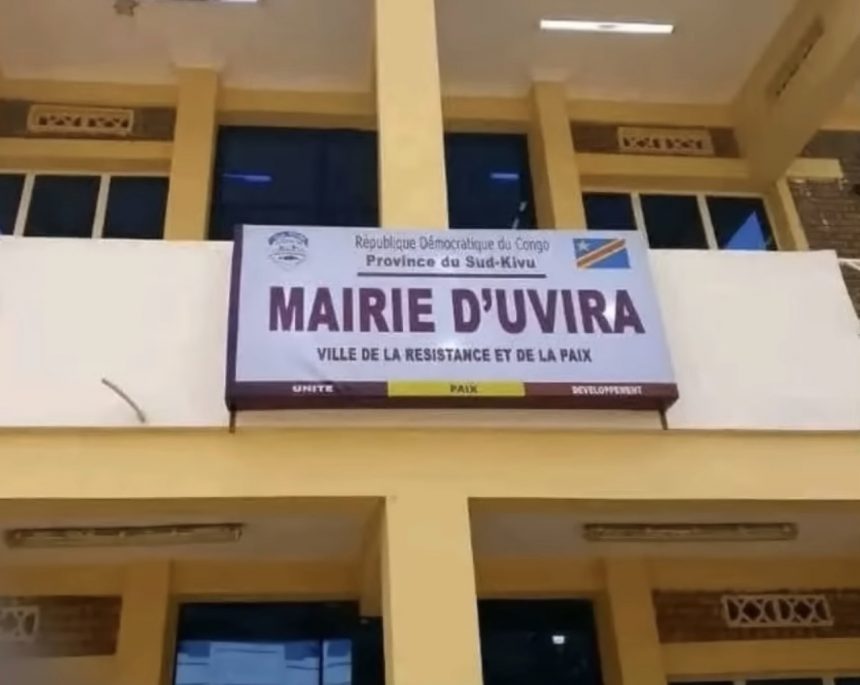 République Démocratique du Congo
Province du Sud-Kivu
MAIRIE D'UVIRA
VILLE DE LA RESISTANCE ET DE LA PAIX
UNITE PAIX DEVELOPPEMENT